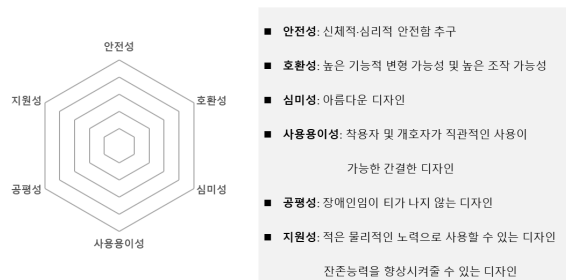 안전성
지원성
호환성
공평성
심미성
사용용이성
■ 안전성: 신체적·심리적 안전함 추구
■ 호환성: 높은 기능적 변형 가능성 및 높은 조작 가능성
■ 심미성: 아름다운 디자인
■ 사용용이성: 착용자 및 개호자가 직관적인 사용이
가능한 간결한 디자인
■ 공평성: 장애인임이 티가 나지 않는 디자인
■ 지원성: 적은 물리적인 노력으로 사용할 수 있는 디자인
잔존능력을 향상시켜줄 수 있는 디자인